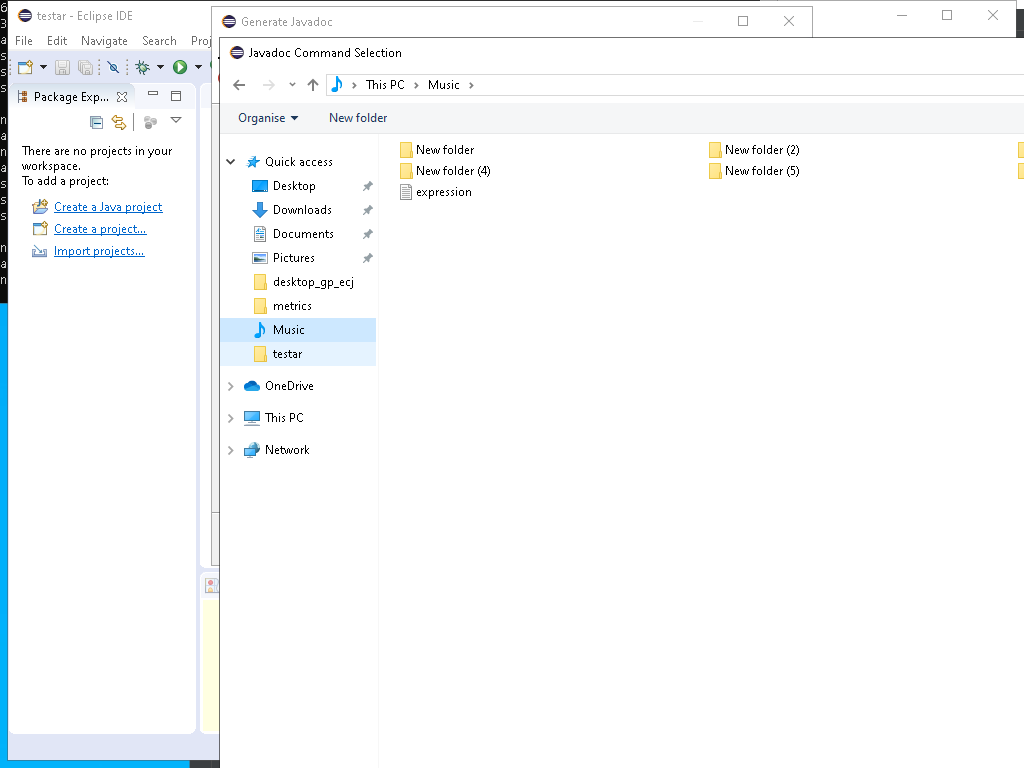 testar - Eclipse IDE
Generate Javadoc
File Edit Navigate Search
Javadoc Command Selection
This PC Music
Package Exp...
Organise New folder
There are no projects in your
workspace.
To add a project:
Create a Java project
Create a project...
Import projects...
Quick access
Desktop
Downloads
Documents
Pictures
desktop_gp_ecj
metrics
Music
testar
OneDrive
This PC
Network
New folder New folder (2)
New folder (4) New folder (5)
expression